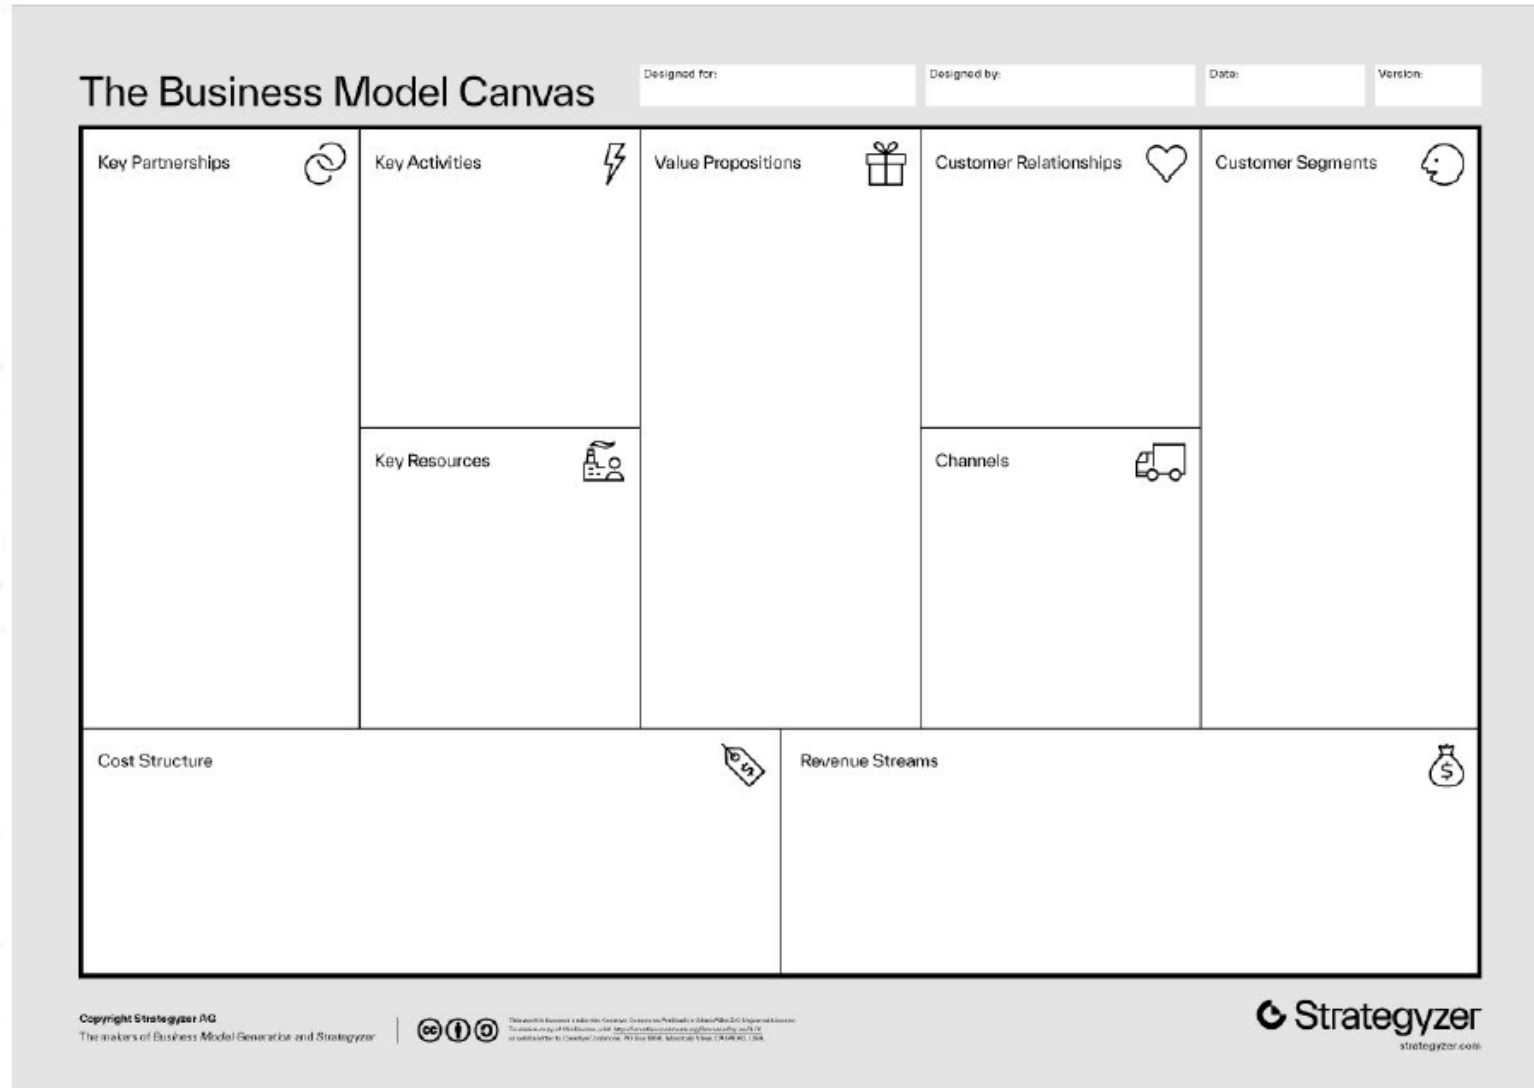 The Business Model Canvas
Designed for:
Designed by:
Date:
Version:
Key Partnerships
Key Activities
Value Propositions
Customer Relationships
Customer Segments
Key Resources
Channels
Cost Structure
$
Revenue Streams
$
Copyright Strategyzer AG
The makers of Business Model Generation and Strategyzer
cc
Strategyzer
strategyzer.com